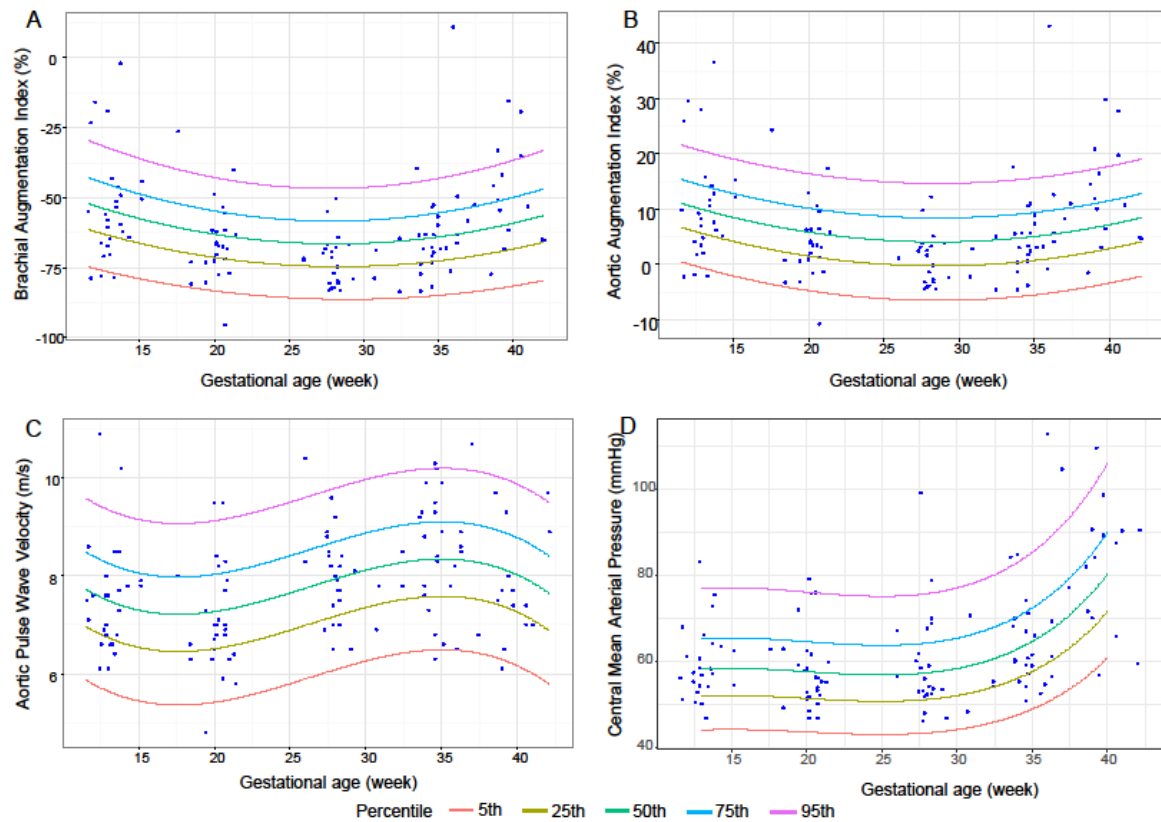 A
Brachial Augmentation Index (%)
0
-25
-50
-75
-100
15 20 25 30 35 40
Gestational age (week)
B
Aortic Augmentation Index (%)
40
30
20
10
0
-10
15 20 25 30 35 40
Gestational age (week)
C
Aortic Pulse Wave Velocity (m/s)
10
8
6
15 20 25 30 35 40
Gestational age (week)
D
Central Mean Arterial Pressure (mmHg)
100
80
60
40
15 20 25 30 35 40
Gestational age (week)
Percentile 5th 25th 50th 75th 95th